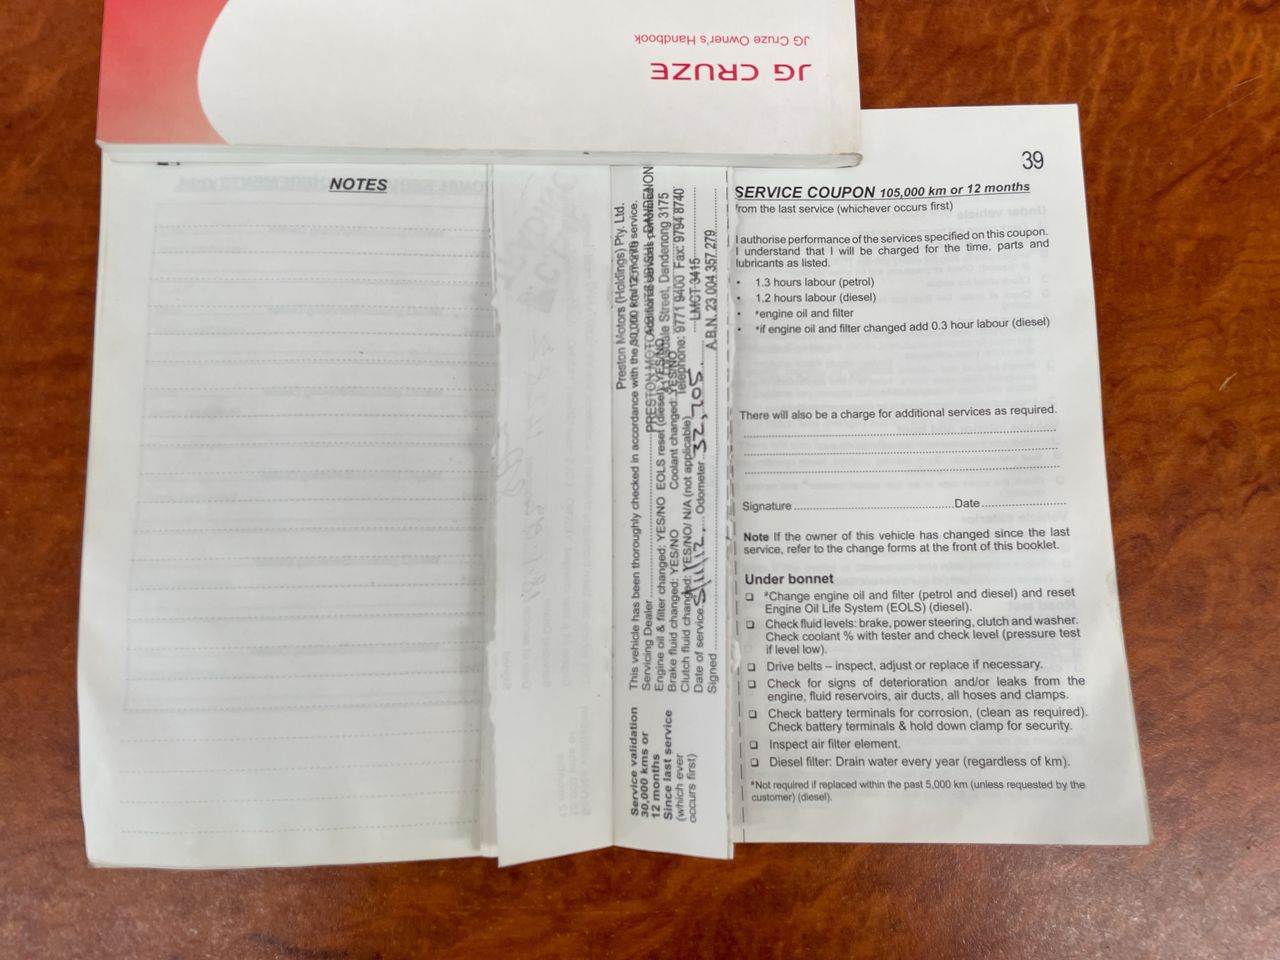 JG CRUZE
JG Cruze Owner's Handbook
NOTES
Service validation
30,000 kms or
12 months
Since last service
(which ever
occurs first)
Preston Motors (Holdings) Pty. Ltd.
This vehicle has been thoroughly checked in accordance with the 30,000 km/12 month service.
Servicing Dealer
PRESTON MOTORS
DANDENONG
Engine oil & filter changed: YES/NO EOLS reset (diesel) YES/NO
Street, Dandenong 3175
Brake fluid changed: YES/NO Coolant changed: YES/NO
Telephone: 9771 9400 Fax: 9794 8740
Clutch fluid changed: YES/NO/ N/A (not applicable)
LMCT 3415
Date of service 5/11/12 Odometer 32,705
Signed
A.B.N. 23 004 357 279
39
SERVICE COUPON 105,000 km or 12 months
from the last service (whichever occurs first)
I authorise performance of the services specified on this coupon.
I understand that I will be charged for the time, parts and
lubricants as listed.
• 1.3 hours labour (petrol)
• 1.2 hours labour (diesel)
• *engine oil and filter
• *if engine oil and filter changed add 0.3 hour labour (diesel)
There will also be a charge for additional services as required.
Signature Date
Note If the owner of this vehicle has changed since the last
service, refer to the change forms at the front of this booklet.
Under bonnet
❏ *Change engine oil and filter (petrol and diesel) and reset
Engine Oil Life System (EOLS) (diesel).
❏ Check fluid levels: brake, power steering, clutch and washer.
Check coolant % with tester and check level (pressure test
if level low).
❏ Drive belts – inspect, adjust or replace if necessary.
❏ Check for signs of deterioration and/or leaks from the
engine, fluid reservoirs, air ducts, all hoses and clamps.
❏ Check battery terminals for corrosion, (clean as required).
Check battery terminals & hold down clamp for security.
❏ Inspect air filter element.
❏ Diesel filter: Drain water every year (regardless of km).
*Not required if replaced within the past 5,000 km (unless requested by the
customer) (diesel).